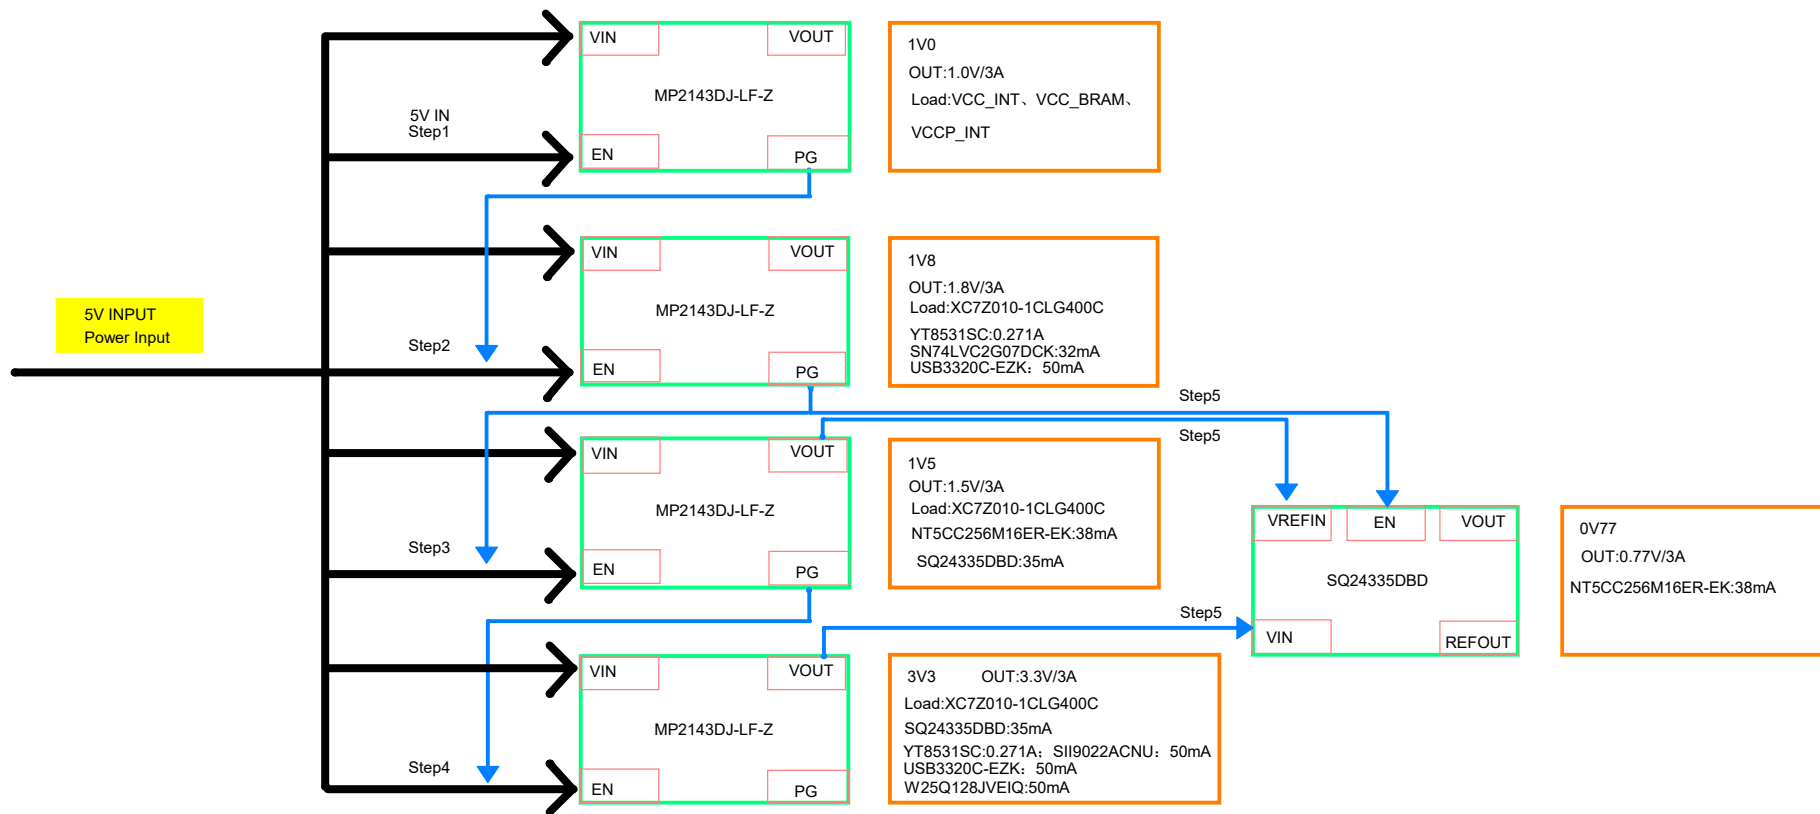 5V INPUT
Power Input
5V IN
Step1
VIN
VOUT
MP2143DJ-LF-Z
EN
PG
1V0
OUT:1.0V/3A
Load:VCC_INT、VCC_BRAM、
VCCP_INT
Step2
VIN
VOUT
MP2143DJ-LF-Z
EN
PG
1V8
OUT:1.8V/3A
Load:XC7Z010-1CLG400C
YT8531SC:0.271A
SN74LVC2G07DCK:32mA
USB3320C-EZK：50mA
Step5
Step5
Step3
VIN
VOUT
MP2143DJ-LF-Z
EN
PG
1V5
OUT:1.5V/3A
Load:XC7Z010-1CLG400C
NT5CC256M16ER-EK:38mA
SQ24335DBD:35mA
Step5
VREFIN
EN
VOUT
SQ24335DBD
VIN
REFOUT
0V77
OUT:0.77V/3A
NT5CC256M16ER-EK:38mA
Step4
VIN
VOUT
MP2143DJ-LF-Z
EN
PG
3V3 OUT:3.3V/3A
Load:XC7Z010-1CLG400C
SQ24335DBD:35mA
YT8531SC:0.271A；SII9022ACNU：50mA
USB3320C-EZK：50mA
W25Q128JVEIQ:50mA